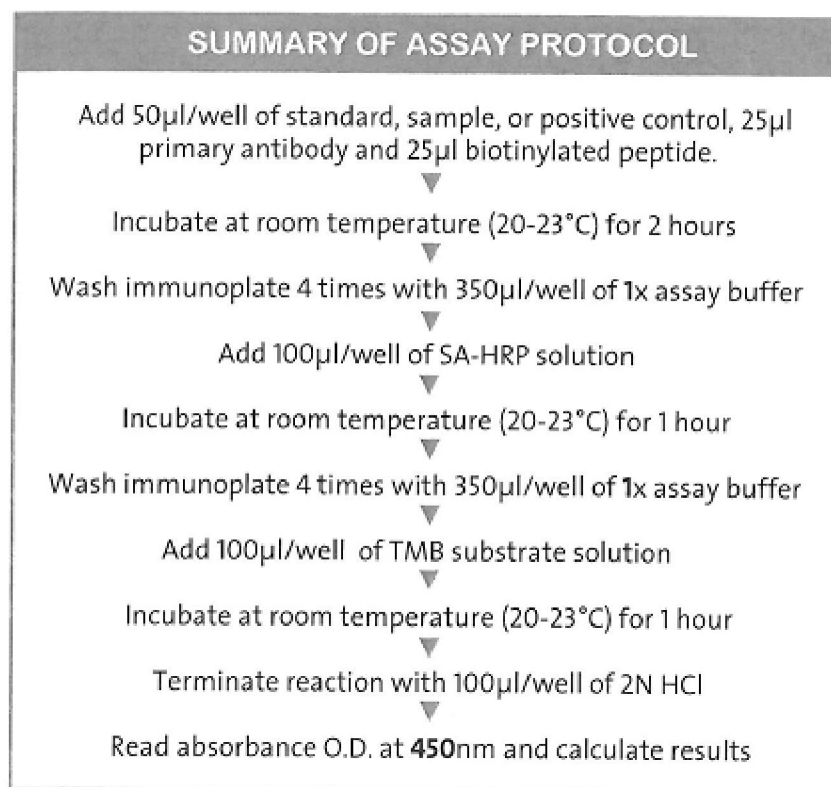 SUMMARY OF ASSAY PROTOCOL
Add 50µl/well of standard, sample, or positive control, 25µl
primary antibody and 25µl biotinylated peptide.
Incubate at room temperature (20-23°C) for 2 hours
Wash immunoplate 4 times with 350µl/well of 1x assay buffer
Add 100µl/well of SA-HRP solution
Incubate at room temperature (20-23°C) for 1 hour
Wash immunoplate 4 times with 350µl/well of 1x assay buffer
Add 100µl/well of TMB substrate solution
Incubate at room temperature (20-23°C) for 1 hour
Terminate reaction with 100µl/well of 2N HCl
Read absorbance O.D. at 450nm and calculate results